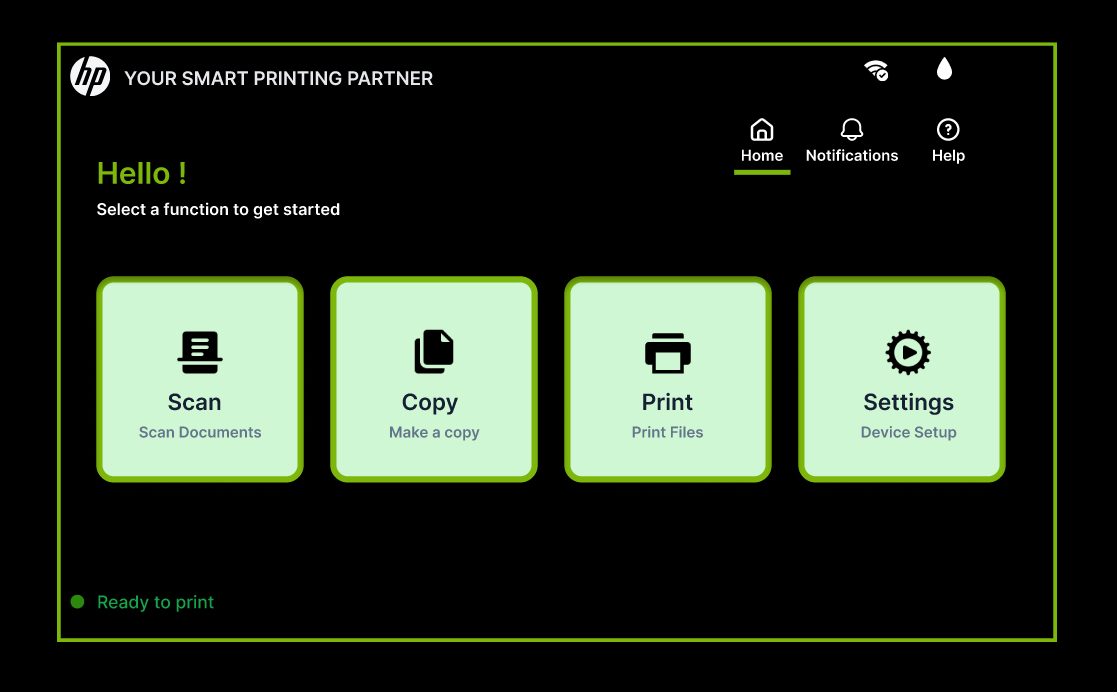 hp YOUR SMART PRINTING PARTNER
Home Notifications Help
Hello !
Select a function to get started
Scan
Scan Documents
Copy
Make a copy
Print
Print Files
Settings
Device Setup
Ready to print